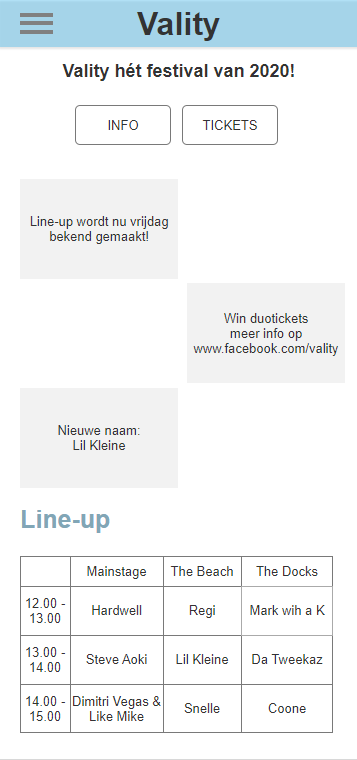 Vality
Vality hét festival van 2020!
INFO
TICKETS
Line-up wordt nu vrijdag
bekend gemaakt!
Win duotickets
meer info op
www.facebook.com/vality
Nieuwe naam:
Lil Kleine
Line-up
Mainstage The Beach The Docks
12.00 -
13.00
Hardwell Regi Mark wih a K
13.00 -
14.00
Steve Aoki Lil Kleine Da Tweekaz
14.00 -
15.00
Dimitri Vegas &
Like Mike
Snelle Coone